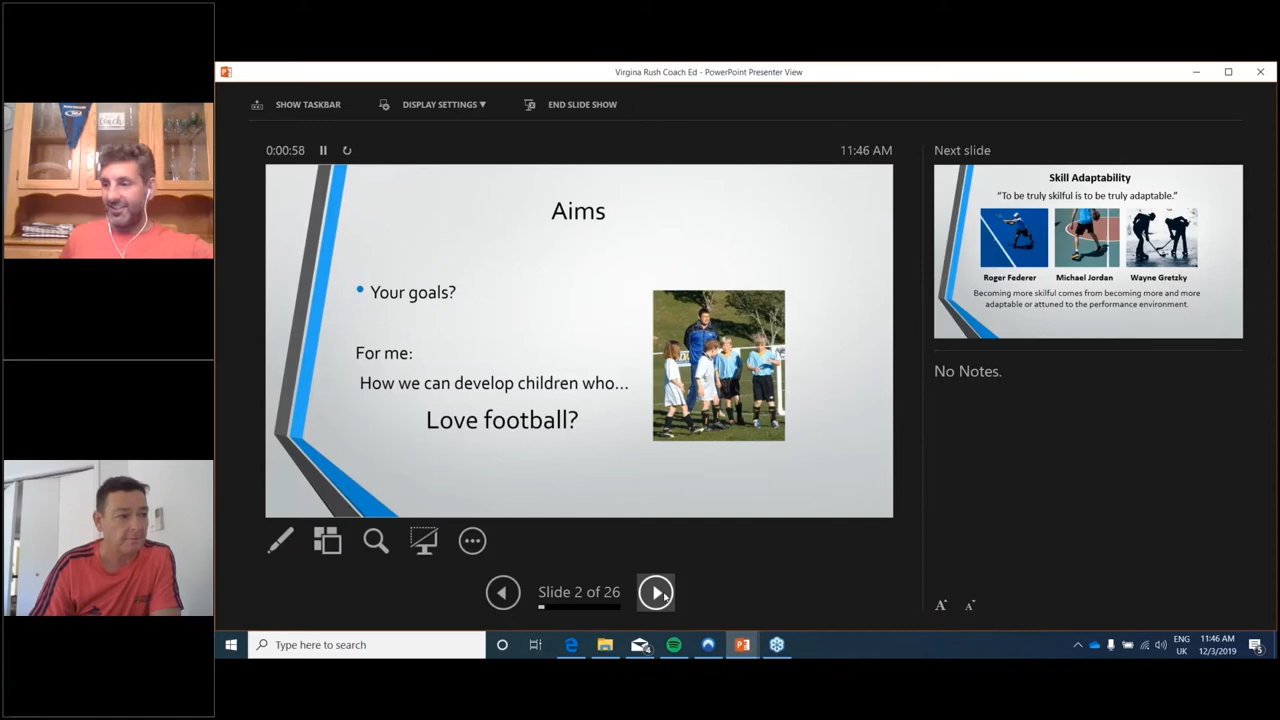 Virgina Rush Coach Ed - PowerPoint Presenter View
SHOW TASKBAR
DISPLAY SETTINGS ▼
END SLIDE SHOW
0:00:58
11:46 AM
Aims
• Your goals?
For me:
How we can develop children who...
Love football?
Slide 2 of 26
Next slide
Skill Adaptability
“To be truly skilful is to be truly adaptable.”
Roger Federer
Michael Jordan
Wayne Gretzky
Becoming more skilful comes from becoming more and more
adaptable or attuned to the performance environment.
No Notes.
A A
Type here to search
4
ENG
UK
11:46 AM
12/3/2019
5